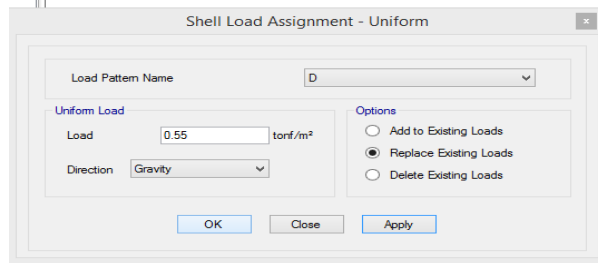 Shell Load Assignment - Uniform
x
Load Pattern Name
D
Uniform Load
Load
0.55
tonf/m²
Direction
Gravity
Options
Add to Existing Loads
Replace Existing Loads
Delete Existing Loads
OK
Close
Apply